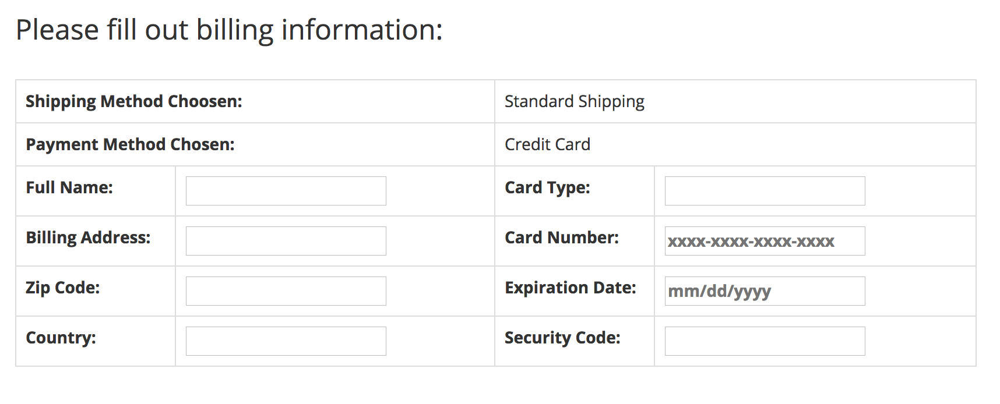 Please fill out billing information:
Shipping Method Choosen: Standard Shipping
Payment Method Chosen: Credit Card
Full Name: Card Type:
Billing Address: Card Number: xxxx-xxxx-xxxx-xxxx
Zip Code: Expiration Date: mm/dd/yyyy
Country: Security Code: